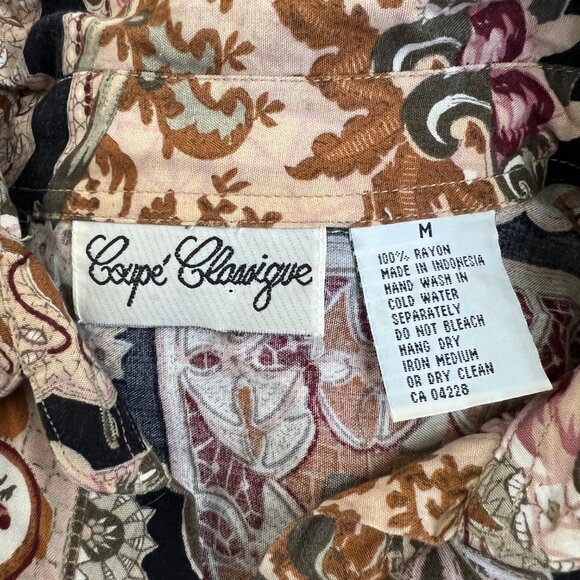 Coupé Classique
M
100% RAYON
MADE IN INDONESIA
HAND WASH IN
COLD WATER
SEPARATELY
DO NOT BLEACH
HANG DRY
IRON MEDIUM
OR DRY CLEAN
CA 04228